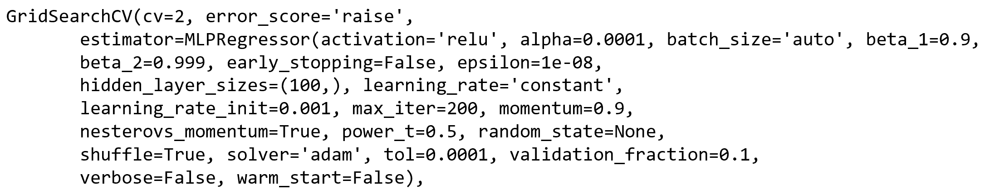 GridSearchCV(cv=2, error_score='raise',
estimator=MLPRegressor(activation='relu', alpha=0.0001, batch_size='auto', beta_1=0.9,
beta_2=0.999, early_stopping=False, epsilon=1e-08,
hidden_layer_sizes=(100,), learning_rate='constant',
learning_rate_init=0.001, max_iter=200, momentum=0.9,
nesterovs_momentum=True, power_t=0.5, random_state=None,
shuffle=True, solver='adam', tol=0.0001, validation_fraction=0.1,
verbose=False, warm_start=False),